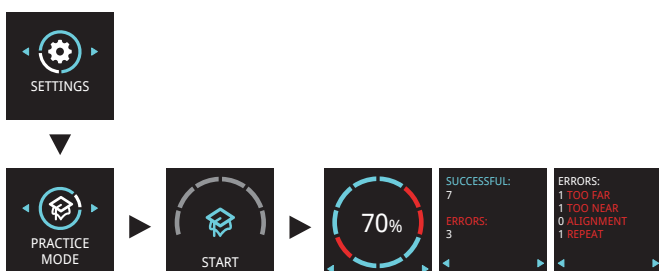 SETTINGS
PRACTICE
MODE
START
70%
SUCCESSFUL:
7
ERRORS:
3
ERRORS:
1 TOO FAR
1 TOO NEAR
0 ALIGNMENT
1 REPEAT